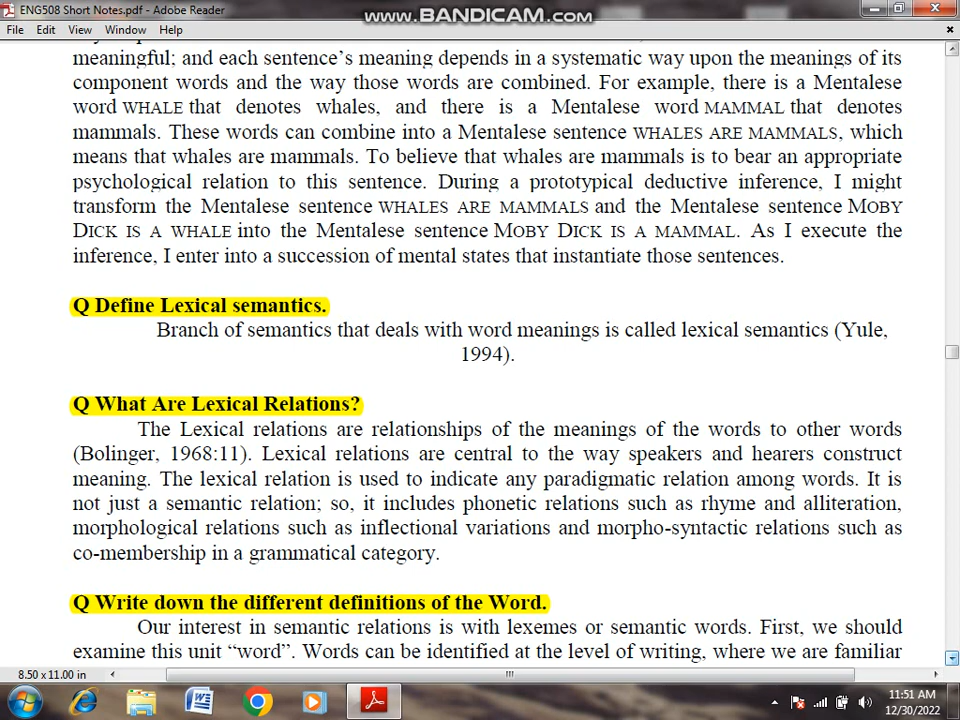 ENG508 Short Notes.pdf - Adobe Reader
www.BANDICAM.com
File Edit View Window Help
meaningful; and each sentence's meaning depends in a systematic way upon the meanings of its
component words and the way those words are combined. For example, there is a Mentalese
word WHALE that denotes whales, and there is a Mentalese word MAMMAL that denotes
mammals. These words can combine into a Mentalese sentence WHALES ARE MAMMALS, which
means that whales are mammals. To believe that whales are mammals is to bear an appropriate
psychological relation to this sentence. During a prototypical deductive inference, I might
transform the Mentalese sentence WHALES ARE MAMMALS and the Mentalese sentence MOBY
DICK IS A WHALE into the Mentalese sentence MOBY DICK IS A MAMMAL. As I execute the
inference, I enter into a succession of mental states that instantiate those sentences.
Q Define Lexical semantics.
Branch of semantics that deals with word meanings is called lexical semantics (Yule,
1994).
Q What Are Lexical Relations?
The Lexical relations are relationships of the meanings of the words to other words
(Bolinger, 1968:11). Lexical relations are central to the way speakers and hearers construct
meaning. The lexical relation is used to indicate any paradigmatic relation among words. It is
not just a semantic relation; so, it includes phonetic relations such as rhyme and alliteration,
morphological relations such as inflectional variations and morpho-syntactic relations such as
co-membership in a grammatical category.
Q Write down the different definitions of the Word.
Our interest in semantic relations is with lexemes or semantic words. First, we should
examine this unit “word”. Words can be identified at the level of writing, where we are familiar
8.50 x 11.00 in
11:51 AM
12/30/2022